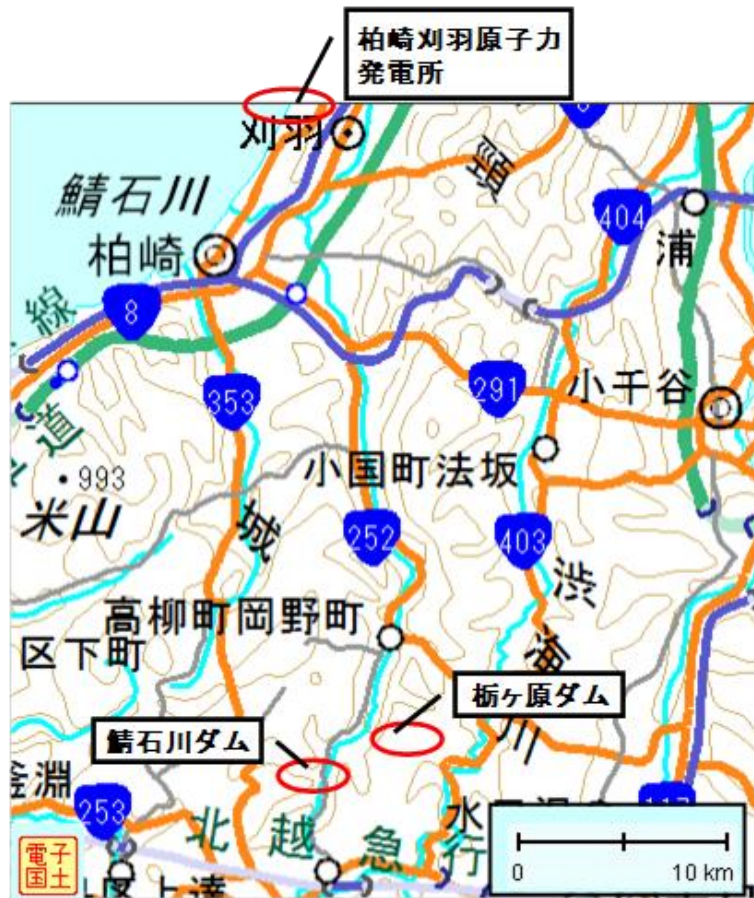 柏崎刈羽原子力
発電所
刈羽
頸
鯖石川
404
柏崎
浦
線
8
353
291
小千谷
道
993
小国町法坂
米山
城
252
403
渋
高柳町岡野町
海
区下町
栃ヶ原ダム
鯖石川ダム
川
253
北越急行
0
10 km
電子
国土